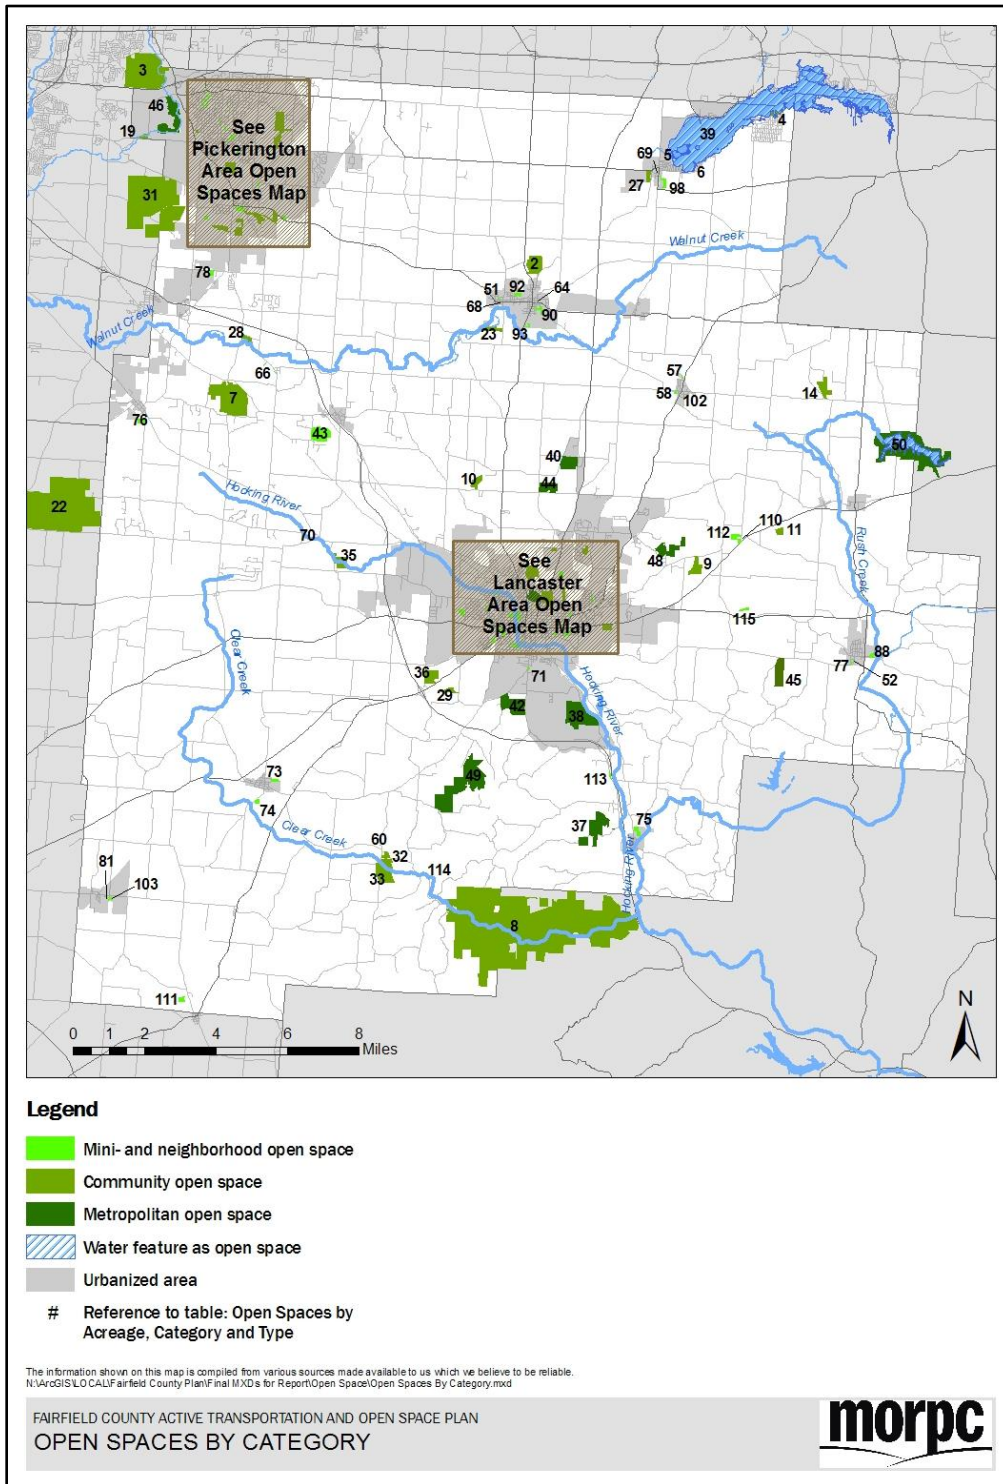 3
46
19
See
Pickerington
Area Open
Spaces Map
31
78
39
4
69
5
6
27
98
Walnut Creek
2
51
92
64
68
90
23
93
Walnut Creek
28
66
7
76
43
57
58
102
14
50
40
10
44
22
Hocking River
70
35
See
Lancaster
Area Open
Spaces Map
112
110
11
48
9
Rush Creek
115
Clear Creek
88
77
52
45
36
29
71
Hocking River
42
38
49
113
73
74
37
75
Clear Creek
60
32
33
114
Hocking River
81
103
8
111
N
0 1 2 4 6 8
Miles
Legend
Mini- and neighborhood open space
Community open space
Metropolitan open space
Water feature as open space
Urbanized area
# Reference to table: Open Spaces by
Acreage, Category and Type
The information shown on this map is compiled from various sources made available to us which we believe to be reliable.
N:\ArcGIS\LOCAL\Fairfield County Plan\Final MXDs for Report\Open Space\Open Spaces By Category.mxd
FAIRFIELD COUNTY ACTIVE TRANSPORTATION AND OPEN SPACE PLAN
OPEN SPACES BY CATEGORY
morpc